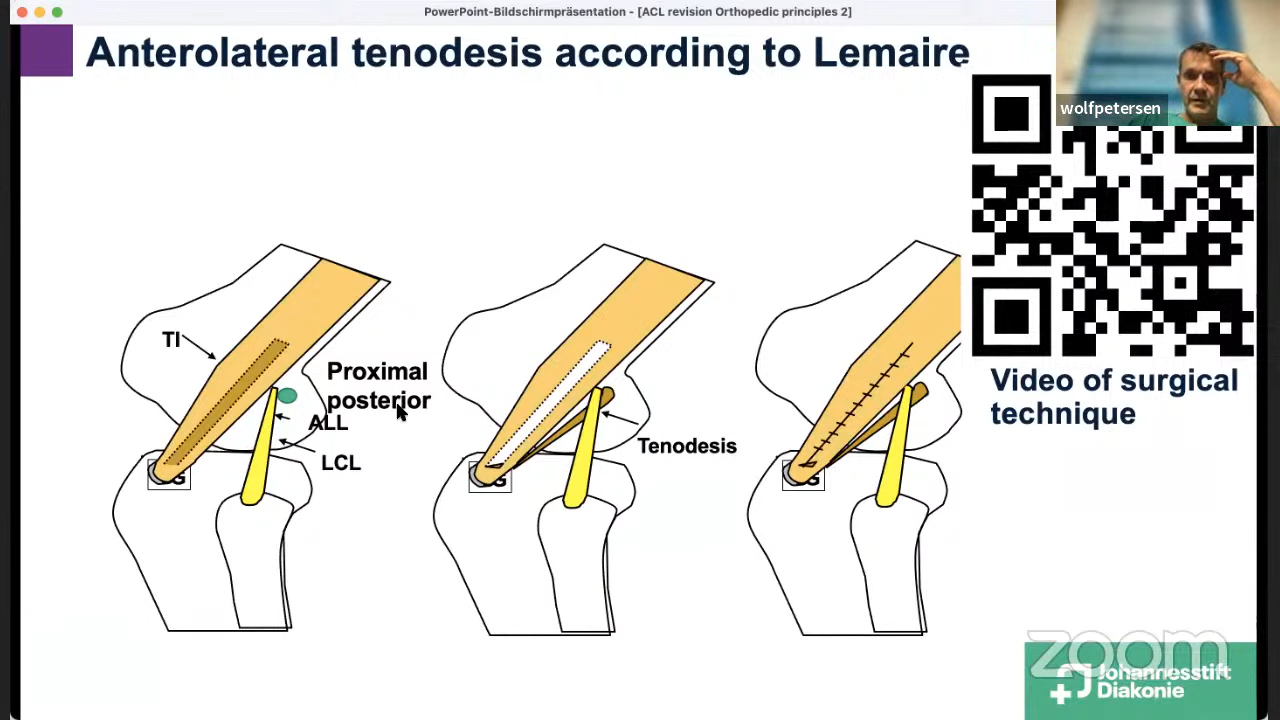 PowerPoint-Bildschirmpräsentation - [ACL revision Orthopedic principles 2]
Anterolateral tenodesis according to Lemaire
wolfpetersen
TI
Proximal
posterior
ALL
LCL
G
Tenodesis
G
G
Video of surgical
technique
zoom
Johannesstift
Diakonie